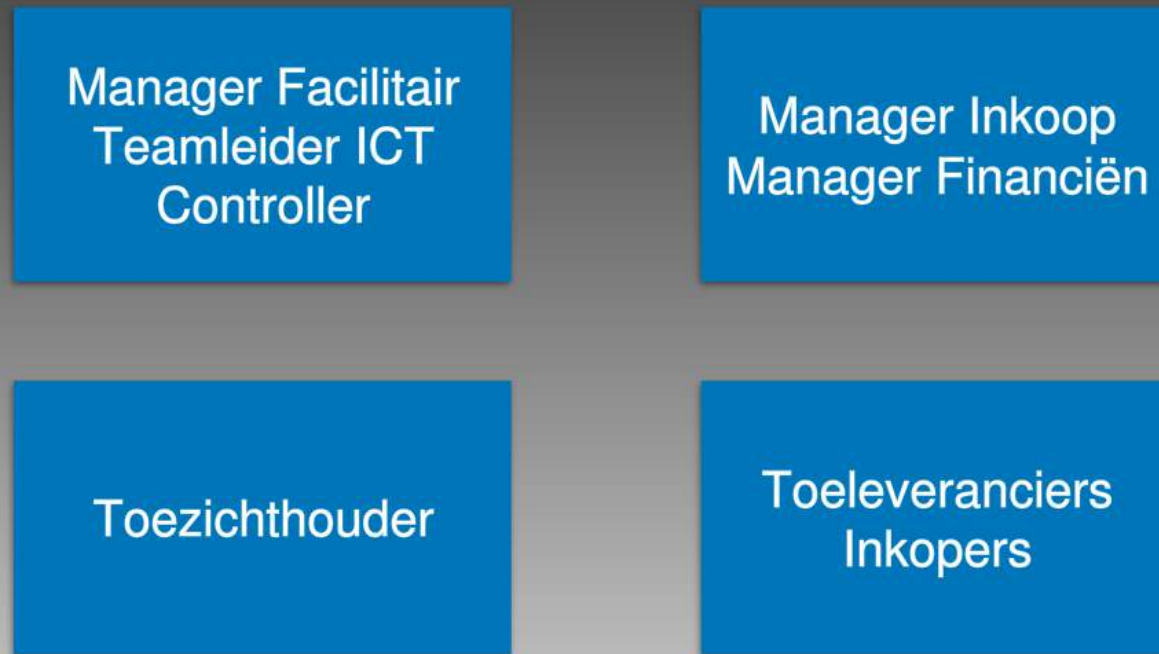 Manager Facilitair
Teamleider ICT
Controller
Manager Inkoop
Manager Financiën
Toezichthouder
Toeleveranciers
Inkopers